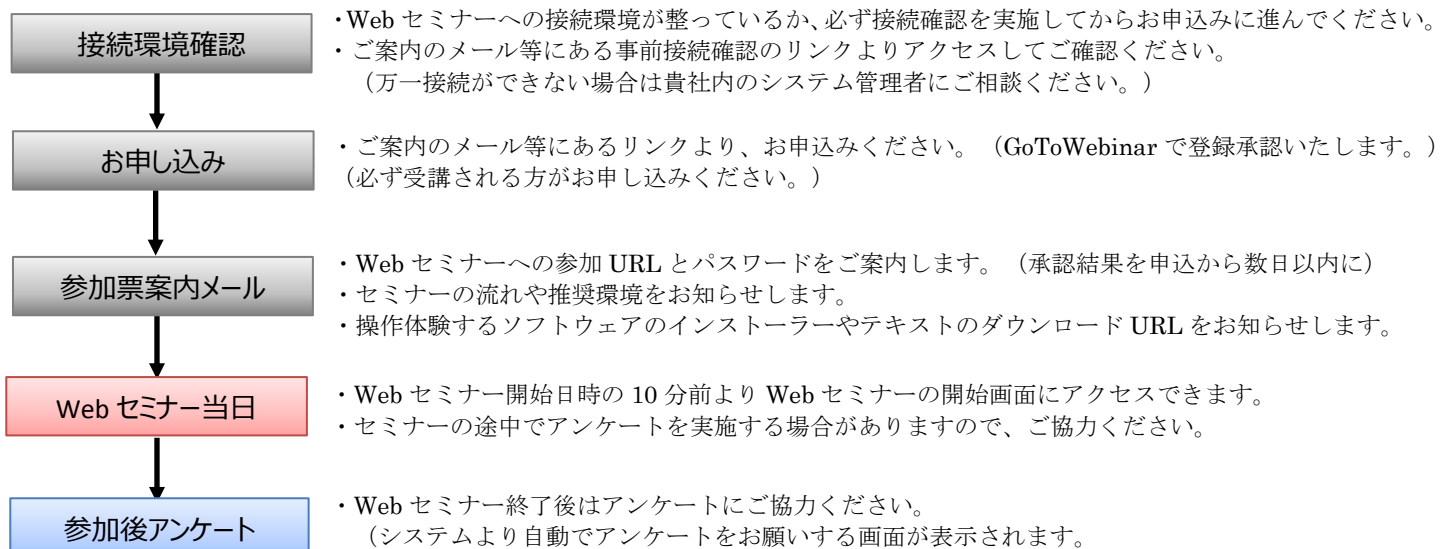 接続環境確認
・Web セミナーへの接続環境が整っているか、必ず接続確認を実施してからお申込みに進んでください。
・ご案内のメール等にある事前接続確認のリンクよりアクセスしてご確認ください。
（万一接続ができない場合は貴社内のシステム管理者にご相談ください。）
お申し込み
・ご案内のメール等にあるリンクより、お申込みください。（GoToWebinar で登録承認いたします。）
（必ず受講される方がお申し込みください。）
参加票案内メール
・Web セミナーへの参加 URL とパスワードをご案内します。（承認結果を申込から数日以内に）
・セミナーの流れや推奨環境をお知らせします。
・操作体験するソフトウェアのインストーラーやテキストのダウンロード URL をお知らせします。
Web セミナー当日
・Web セミナー開始日時の 10 分前より Web セミナーの開始画面にアクセスできます。
・セミナーの途中でアンケートを実施する場合がありますので、ご協力ください。
参加後アンケート
・Web セミナー終了後はアンケートにご協力ください。
（システムより自動でアンケートをお願いする画面が表示されます。